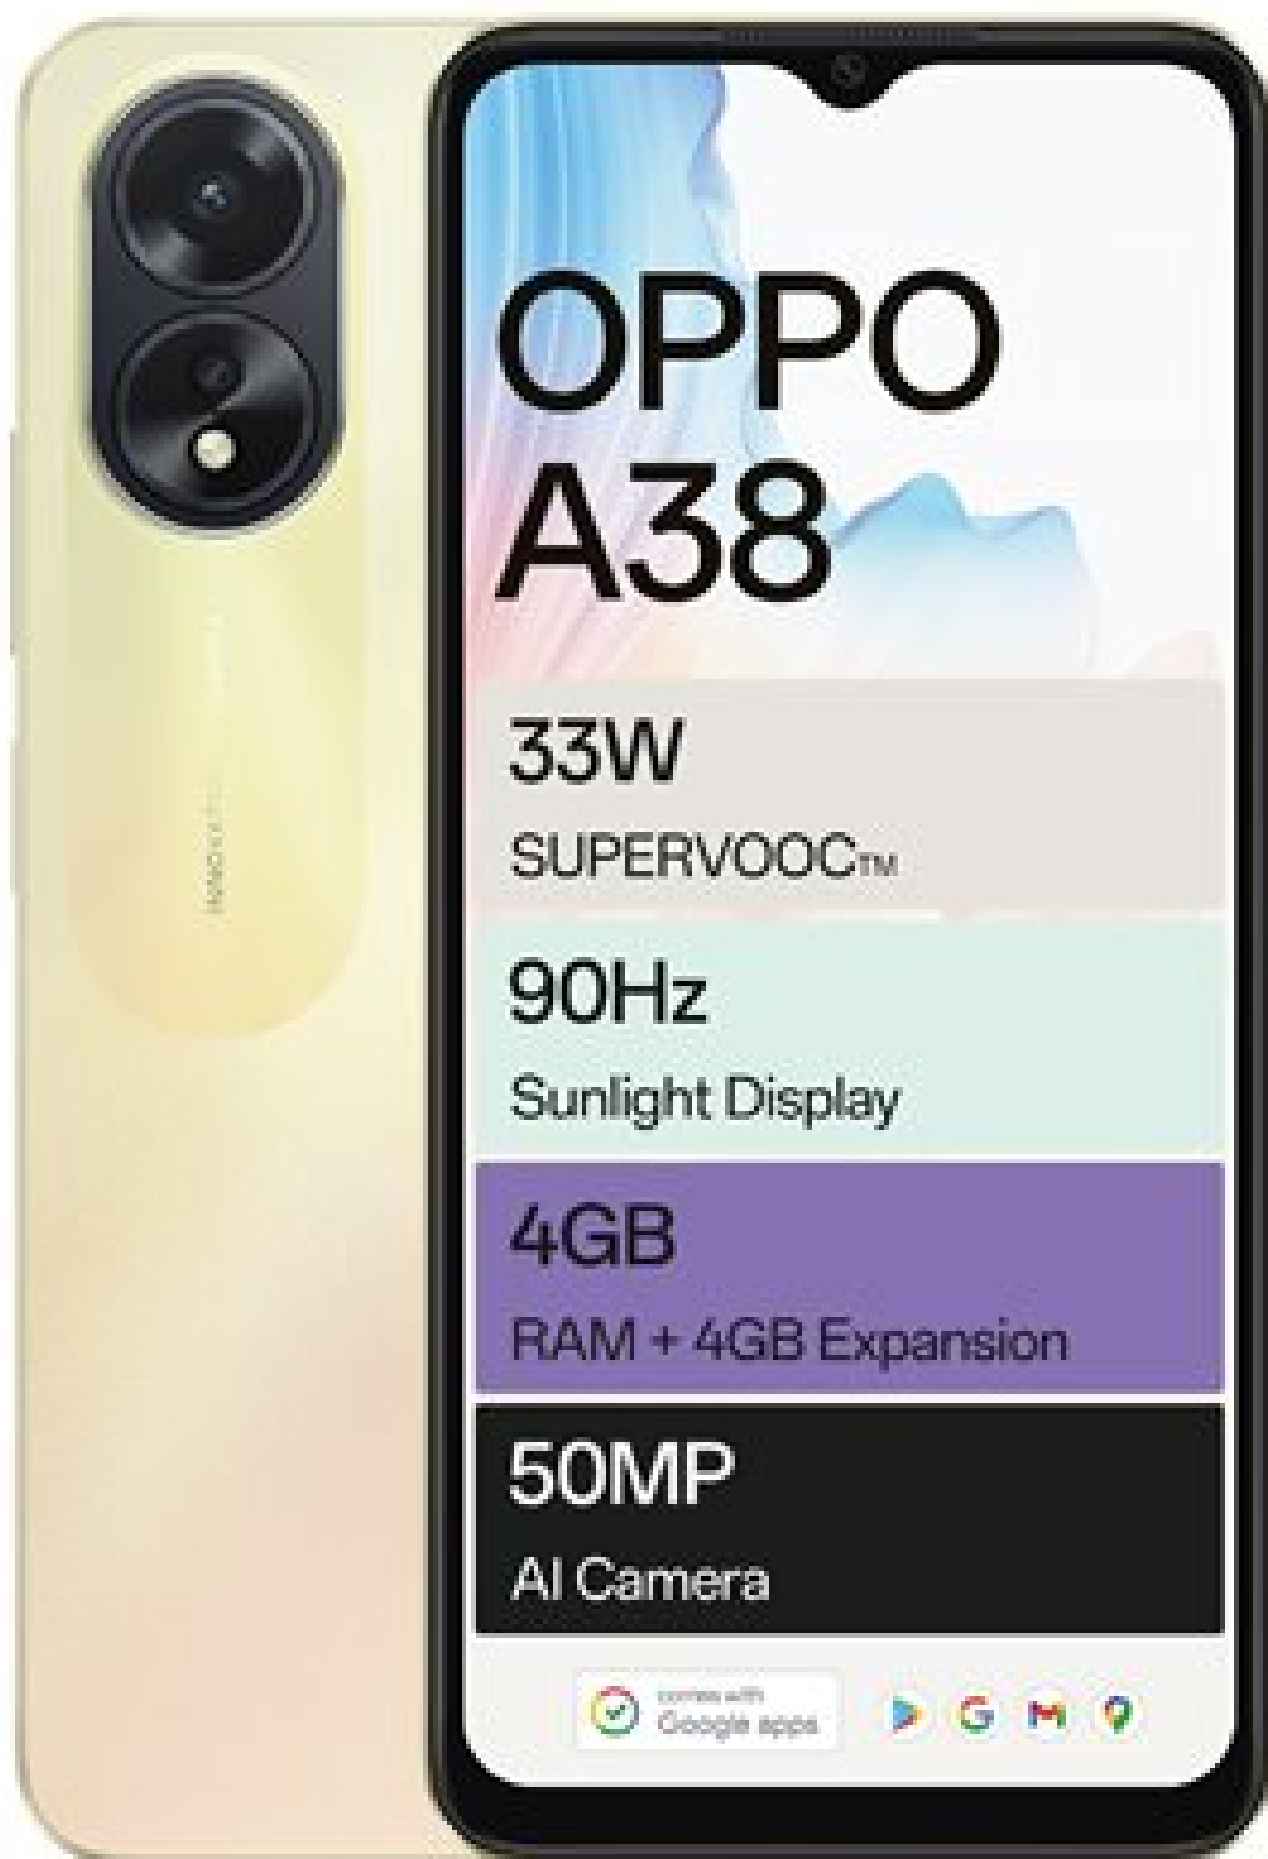 OPPO
A38
33W
SUPERVOOC™
90Hz
Sunlight Display
4GB
RAM + 4GB Expansion
50MP
AI Camera
comes with
Google apps